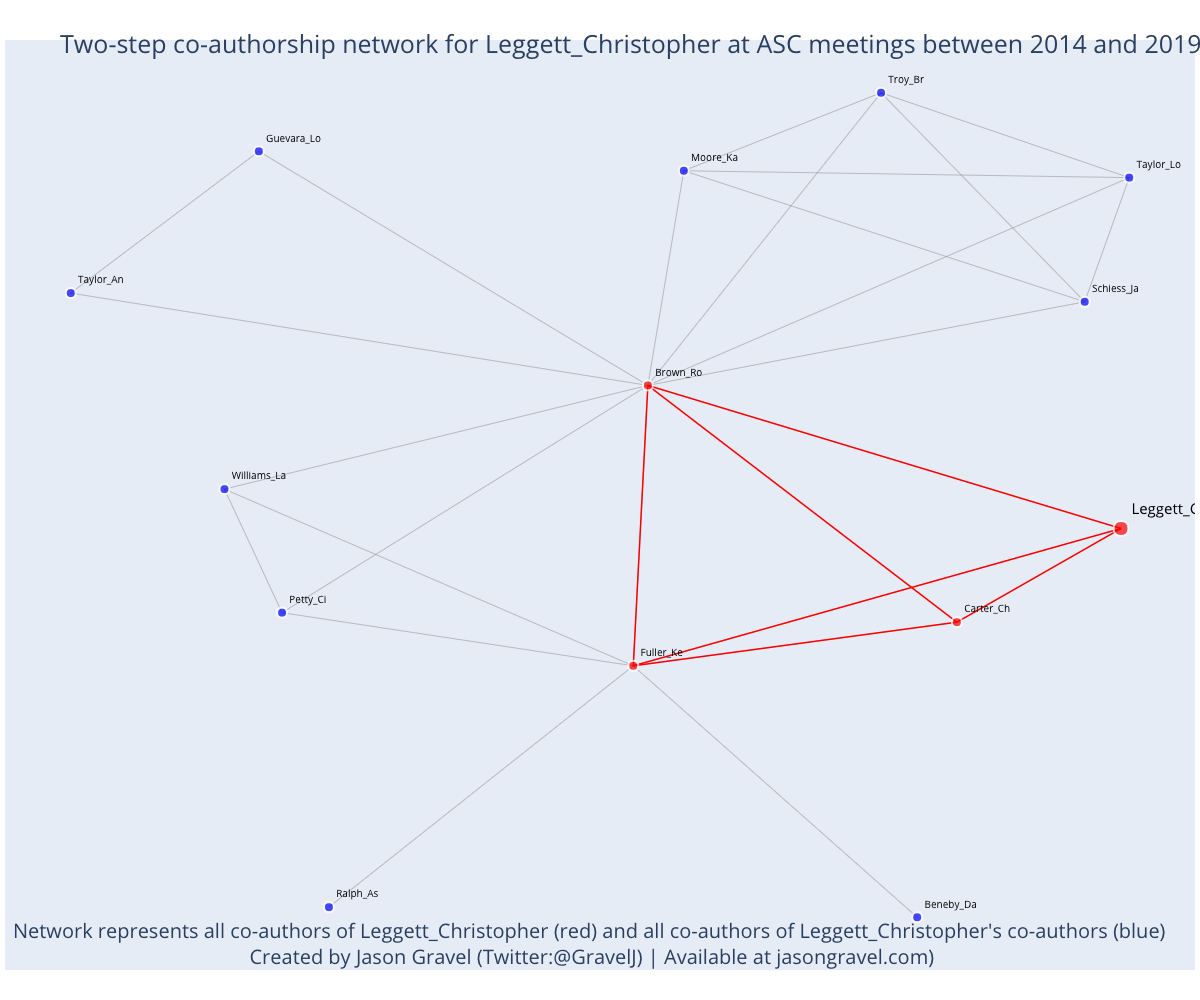 Two-step co-authorship network for Leggett_Christopher at ASC meetings between 2014 and 2019
Troy_Br
Guevara_Lo
Moore_Ka
Taylor_Lo
Taylor_An
Schiess_Ja
Brown_Ro
Williams_La
Leggett_C
Petty_Ci
Carter_Ch
Fuller_Ke
Ralph_As
Beneby_Da
Network represents all co-authors of Leggett_Christopher (red) and all co-authors of Leggett_Christopher's co-authors (blue)
Created by Jason Gravel (Twitter:@GravelJ) | Available at jasongravel.com)